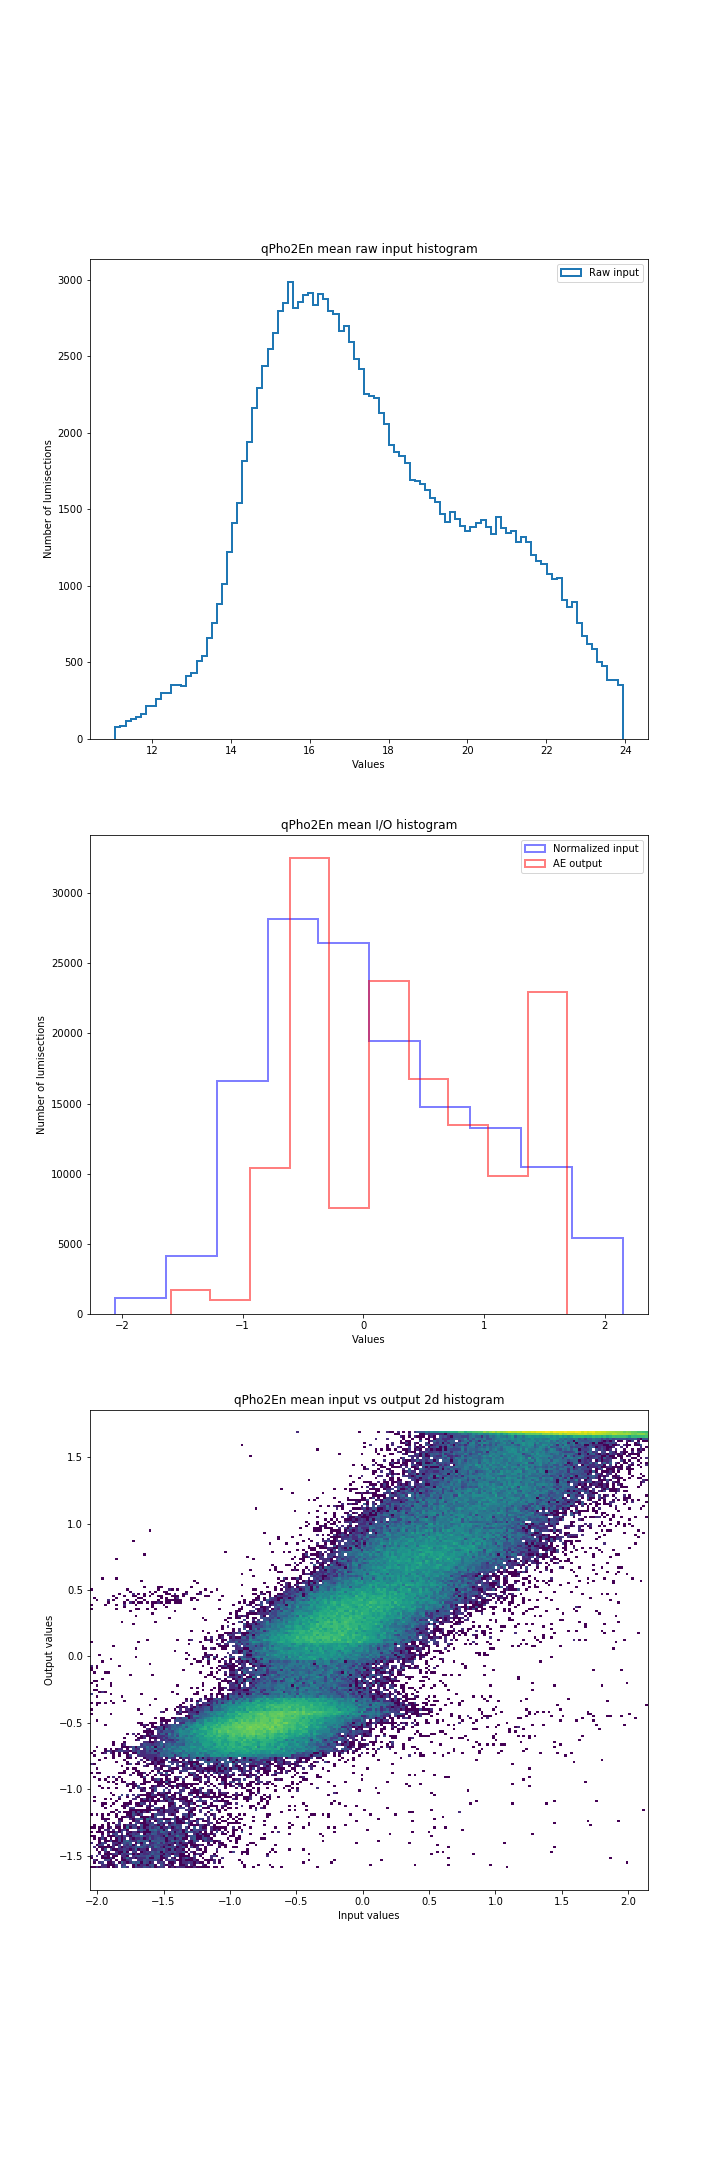 qPho2En mean raw input histogram
Raw input
3000
2500
2000
1500
1000
500
0
Number of lumisections
12 14 16 18 20 22 24
Values
qPho2En mean I/O histogram
Normalized input
AE output
30000
25000
20000
15000
10000
5000
0
Number of lumisections
−2 −1 0 1 2
Values
qPho2En mean input vs output 2d histogram
1.5
1.0
0.5
0.0
−0.5
−1.0
−1.5
Output values
−2.0 −1.5 −1.0 −0.5 0.0 0.5 1.0 1.5 2.0
Input values